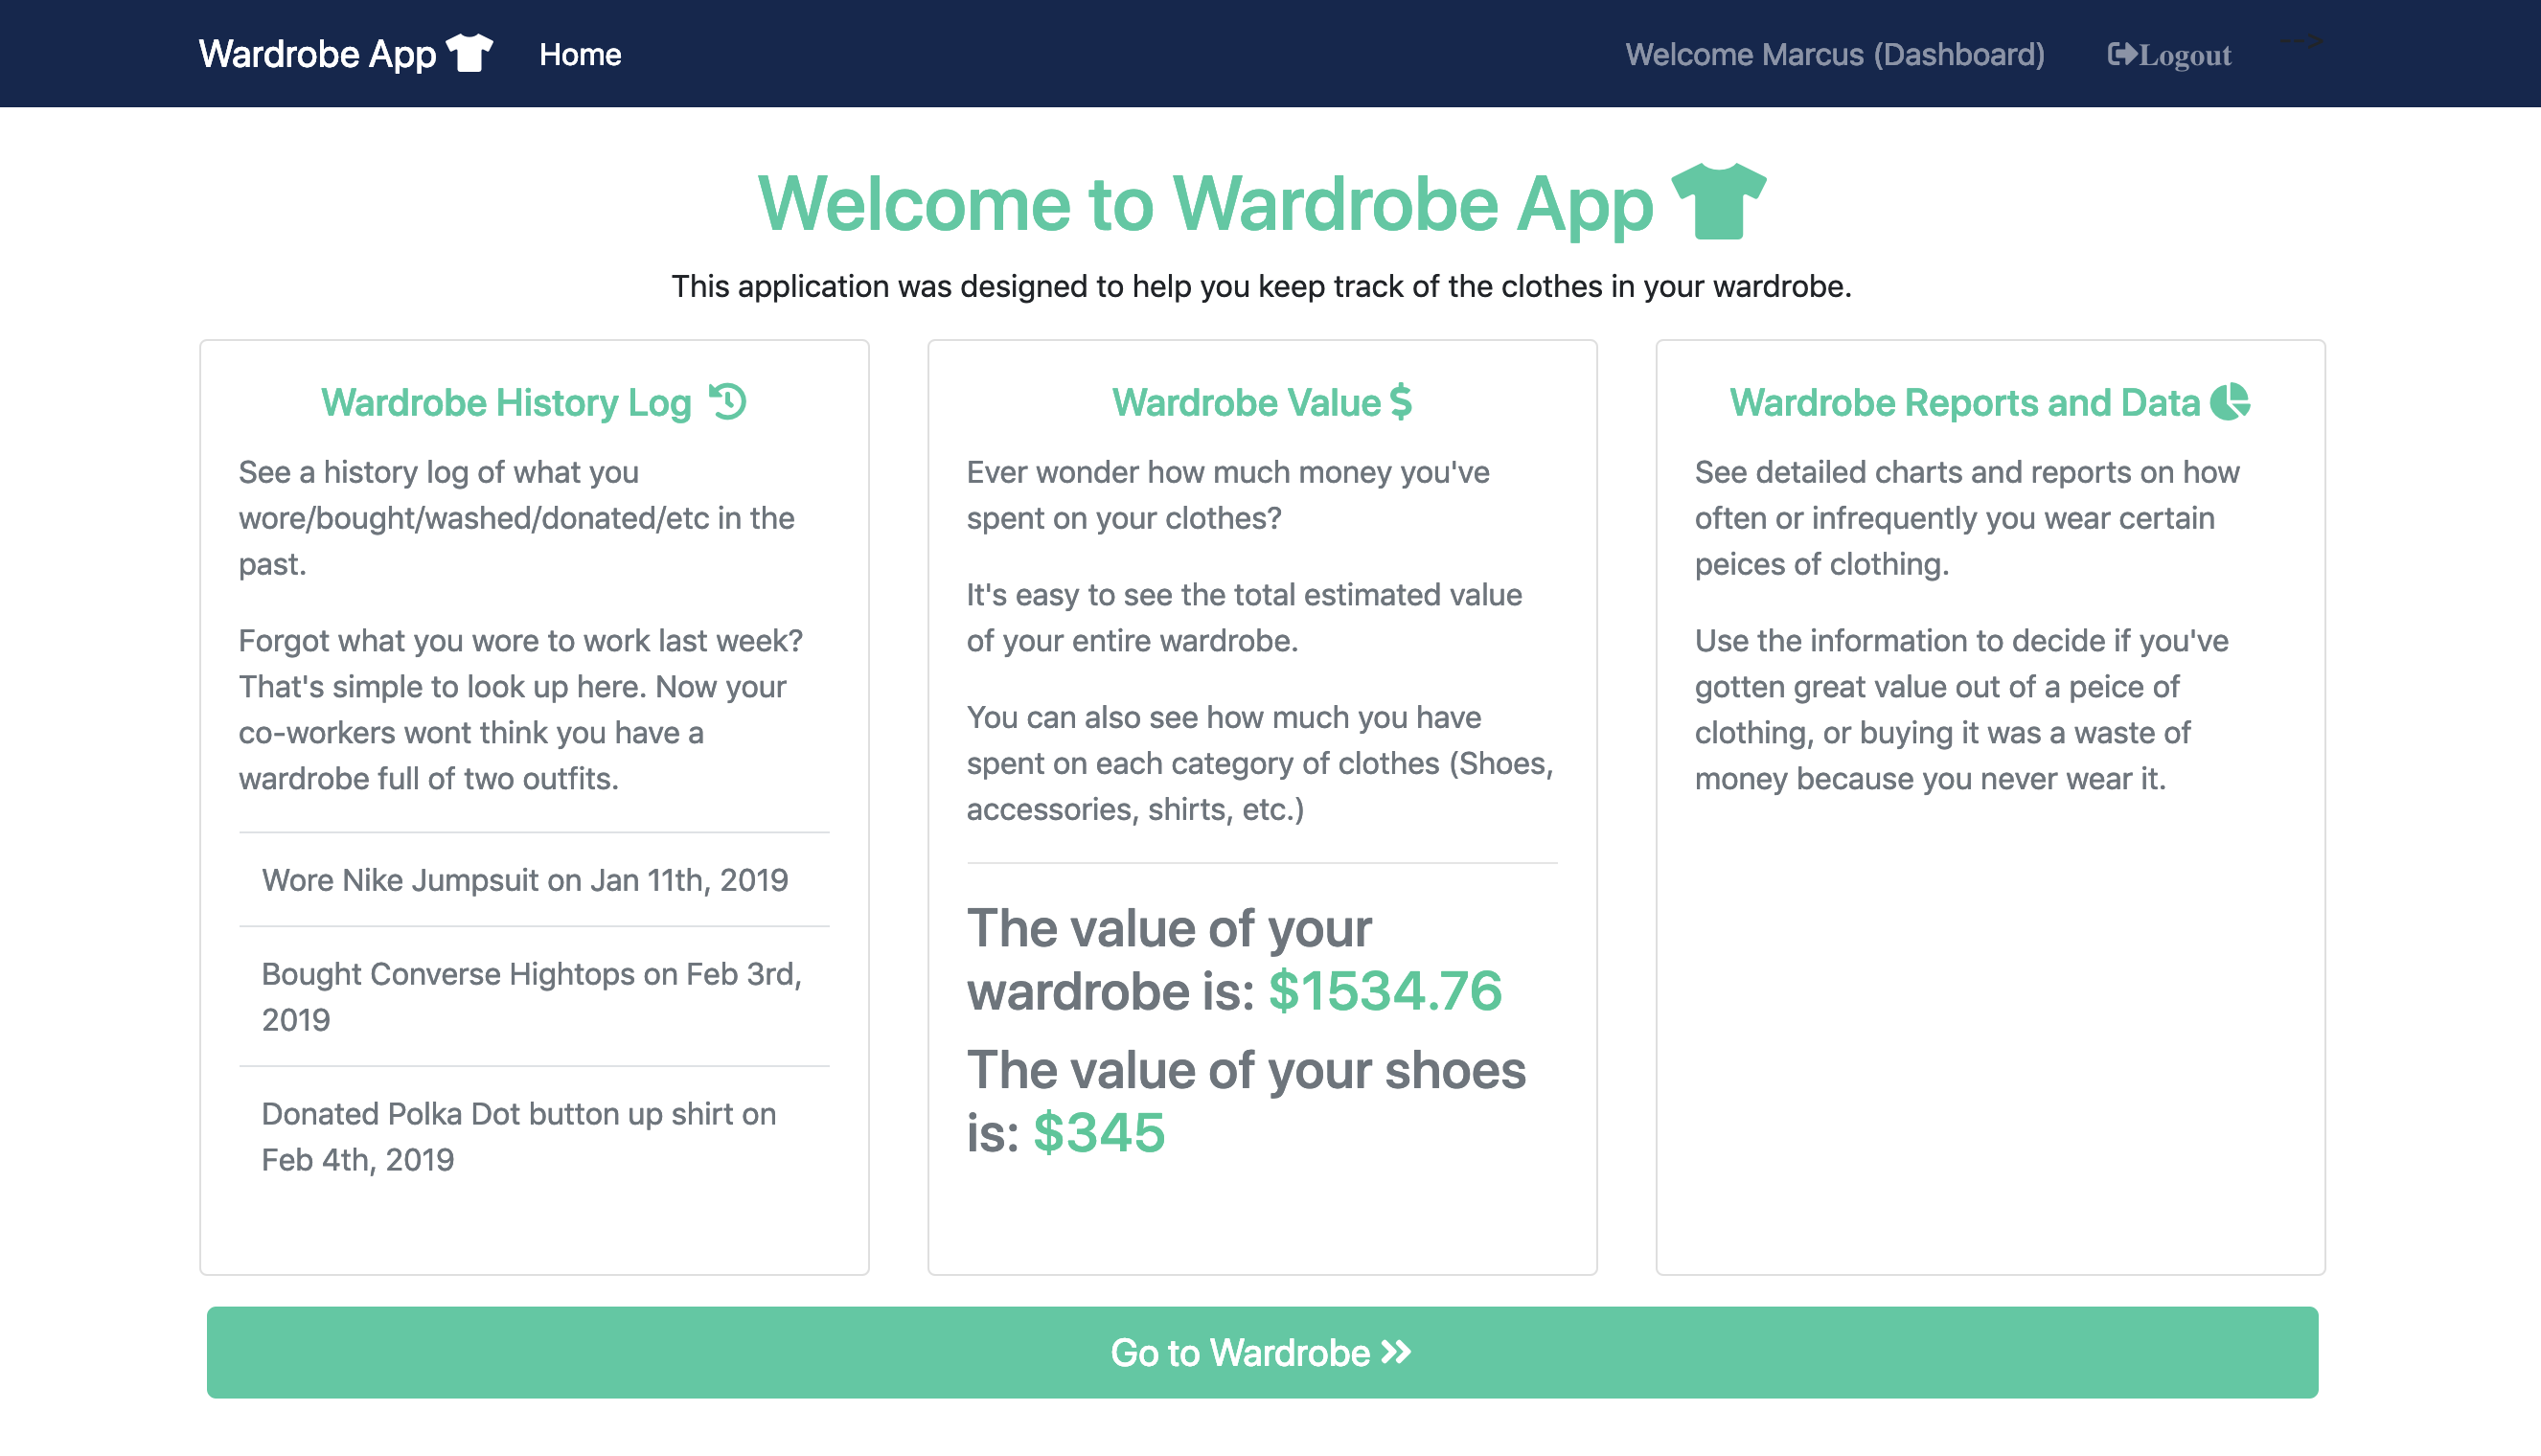 Wardrobe App Home Welcome Marcus (Dashboard) Logout -->
Welcome to Wardrobe App
This application was designed to help you keep track of the clothes in your wardrobe.
Wardrobe History Log
See a history log of what you
wore/bought/washed/donated/etc in the
past.
Forgot what you wore to work last week?
That's simple to look up here. Now your
co-workers wont think you have a
wardrobe full of two outfits.
Wore Nike Jumpsuit on Jan 11th, 2019
Bought Converse Hightops on Feb 3rd,
2019
Donated Polka Dot button up shirt on
Feb 4th, 2019
Wardrobe Value $
Ever wonder how much money you've
spent on your clothes?
It's easy to see the total estimated value
of your entire wardrobe.
You can also see how much you have
spent on each category of clothes (Shoes,
accessories, shirts, etc.)
The value of your
wardrobe is: $1534.76
The value of your shoes
is: $345
Wardrobe Reports and Data
See detailed charts and reports on how
often or infrequently you wear certain
peices of clothing.
Use the information to decide if you've
gotten great value out of a peice of
clothing, or buying it was a waste of
money because you never wear it.
Go to Wardrobe